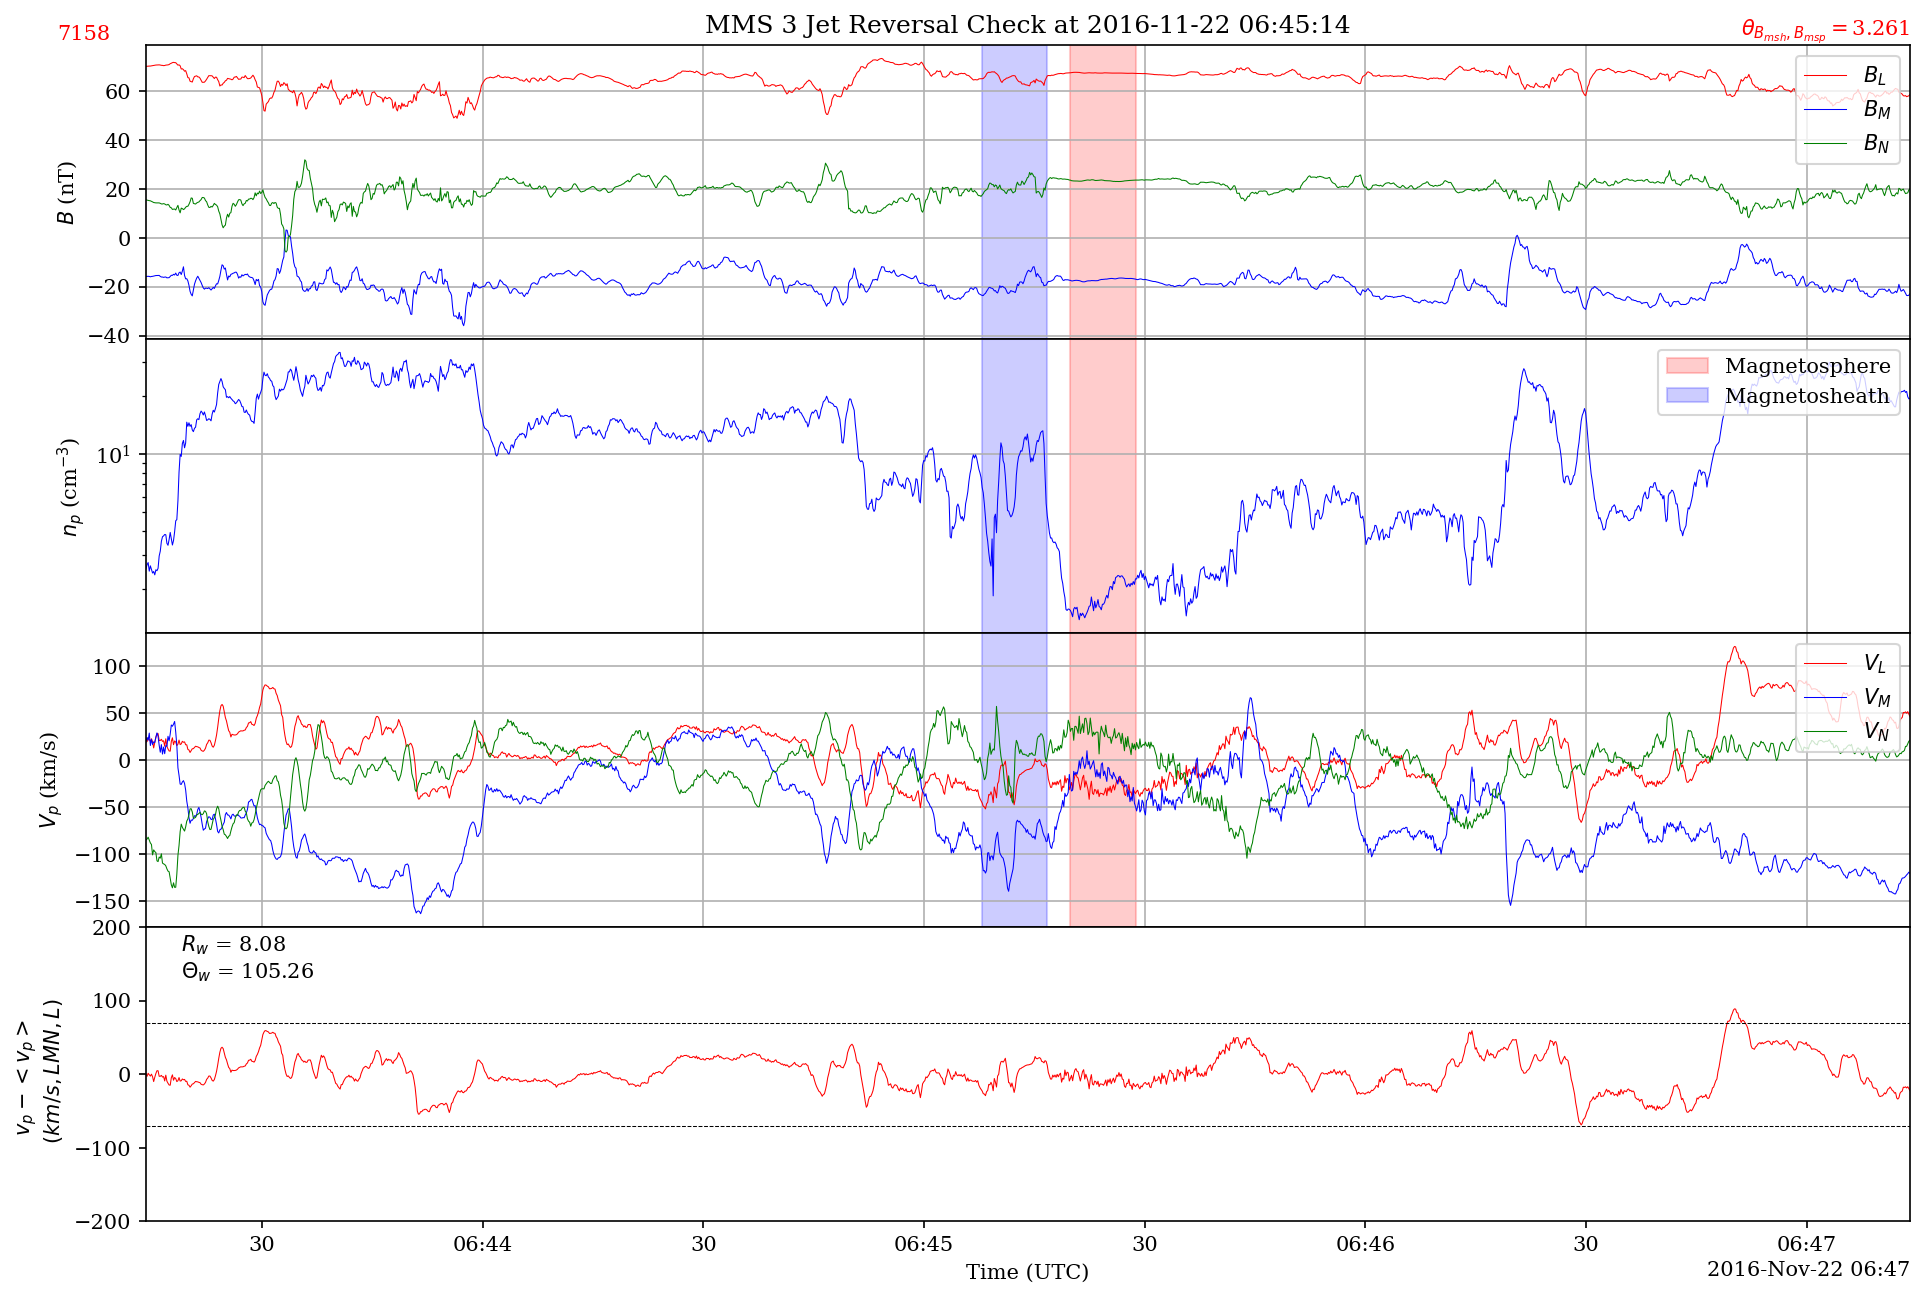 MMS 3 Jet Reversal Check at 2016-11-22 06:45:14
7158
θ_{B_{msh}, B_{msp}} = 3.261
60
40
20
0
−20
−40
B (nT)
B_L
B_M
B_N
10^1
n_p (cm^{−3})
Magnetosphere
Magnetosheath
100
50
0
−50
−100
−150
V_p (km/s)
V_L
V_M
V_N
200
100
0
−100
−200
v_p − < v_p >
(km/s, LMN, L)
R_w = 8.08
Θ_w = 105.26
30 06:44 30 06:45 30 06:46 30 06:47
Time (UTC)
2016-Nov-22 06:47